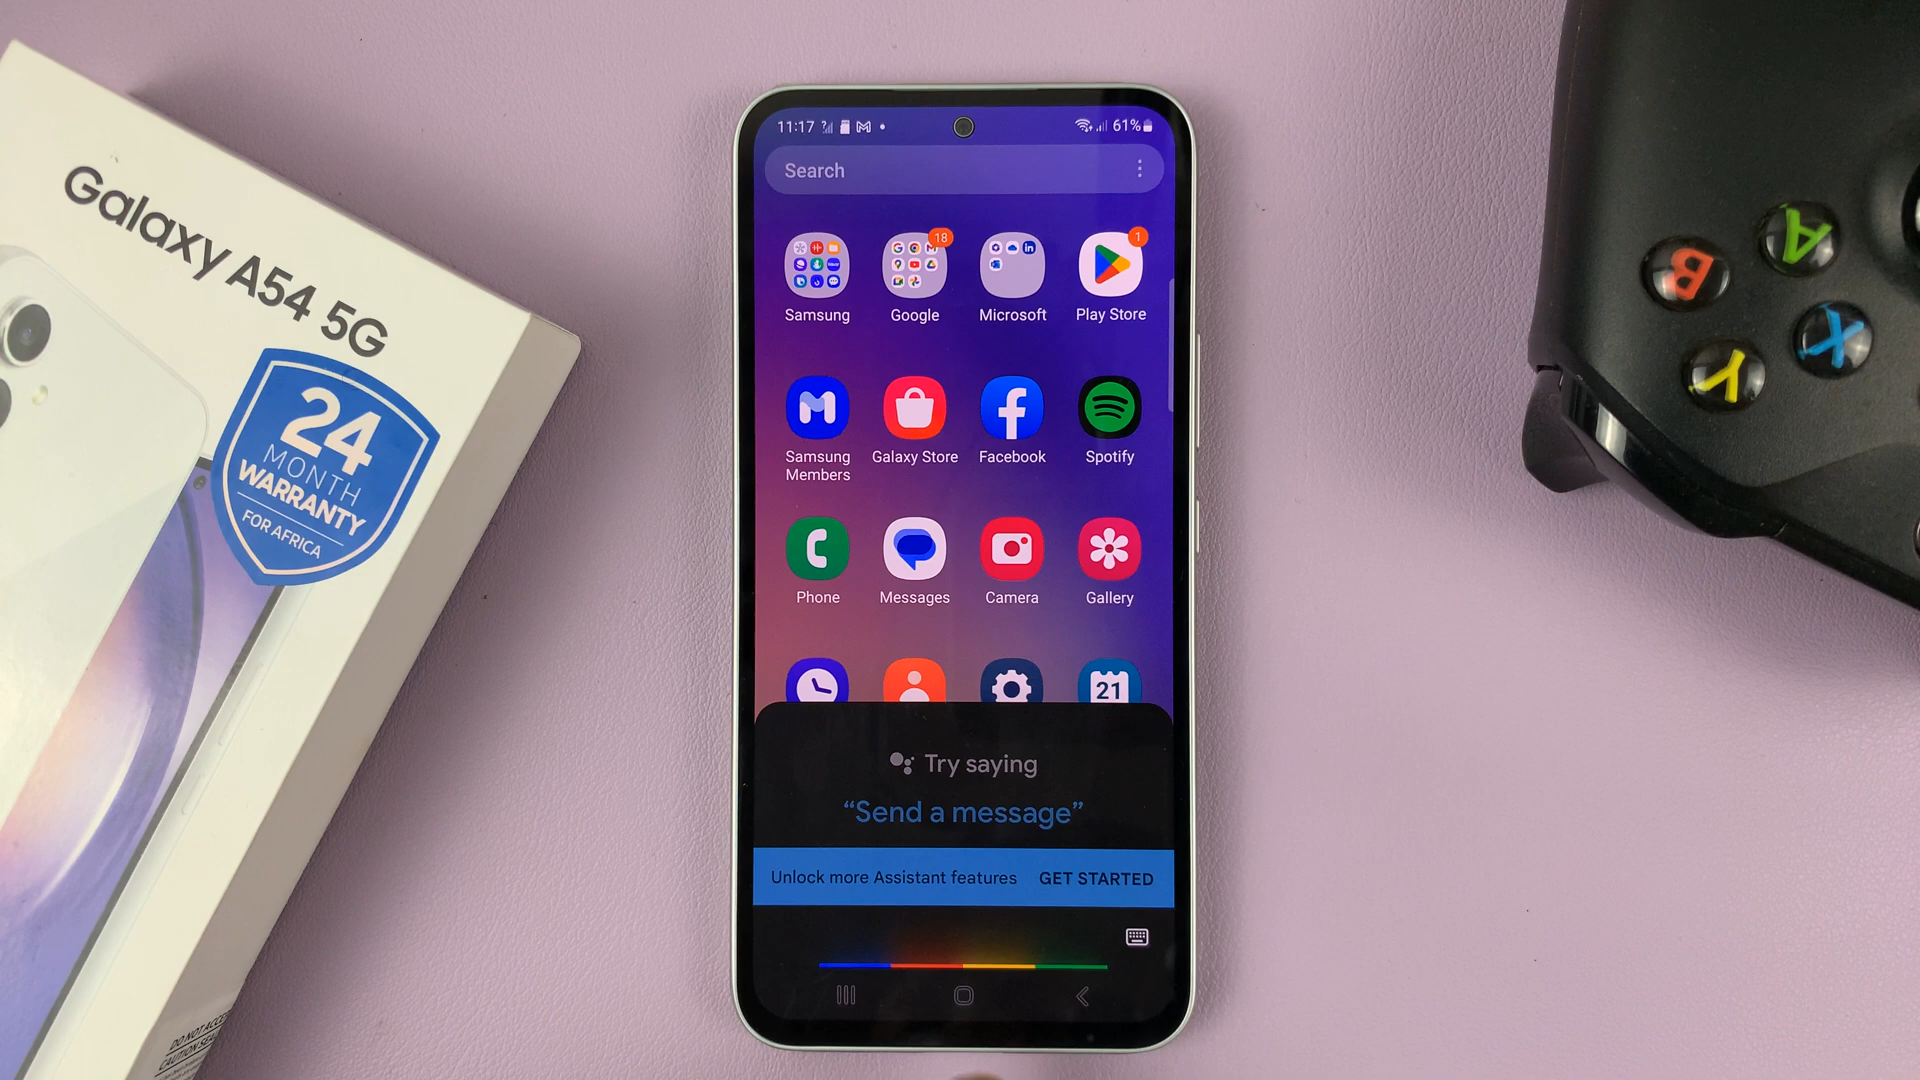 Galaxy A54 5G
24
MONTH
WARRANTY
FOR AFRICA
11:17
61%
Search
18
1
Samsung
Google
Microsoft
Play Store
Samsung
Members
Galaxy Store
Facebook
Spotify
Phone
Messages
Camera
Gallery
21
Try saying
“Send a message”
Unlock more Assistant features
GET STARTED
A
B
X
Y